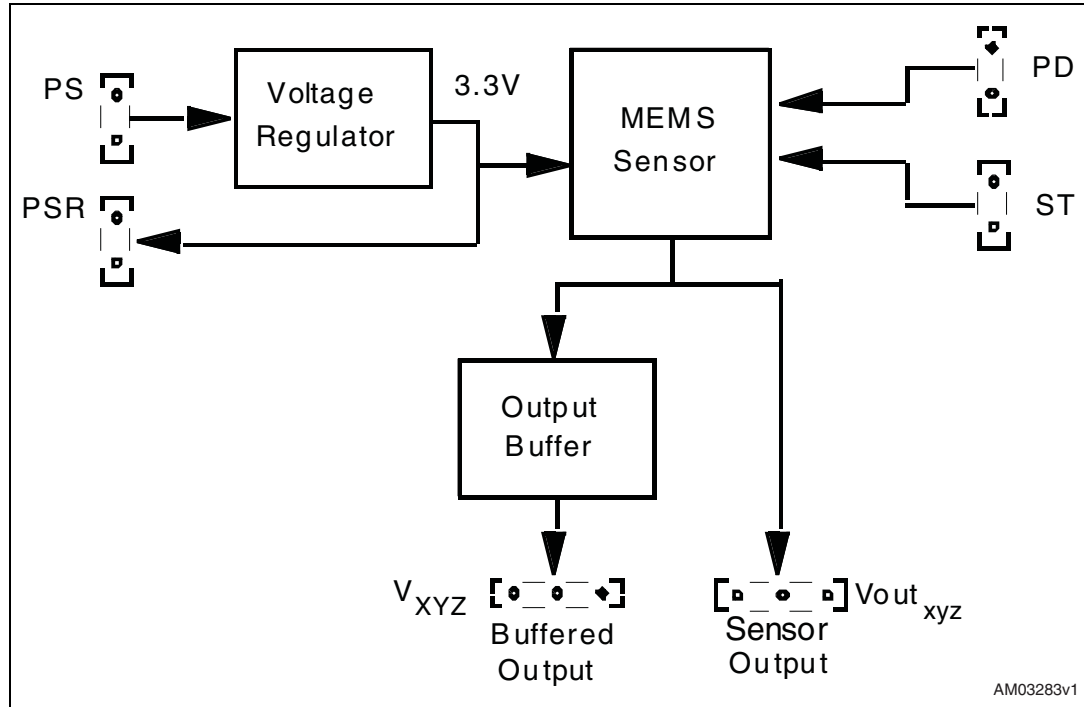 PS
Voltage
Regulator
3.3V
MEMS
Sensor
PD
PSR
ST
Output
Buffer
VXYZ
Buffered
Output
Sensor
Output
Voutxyz
AM03283v1